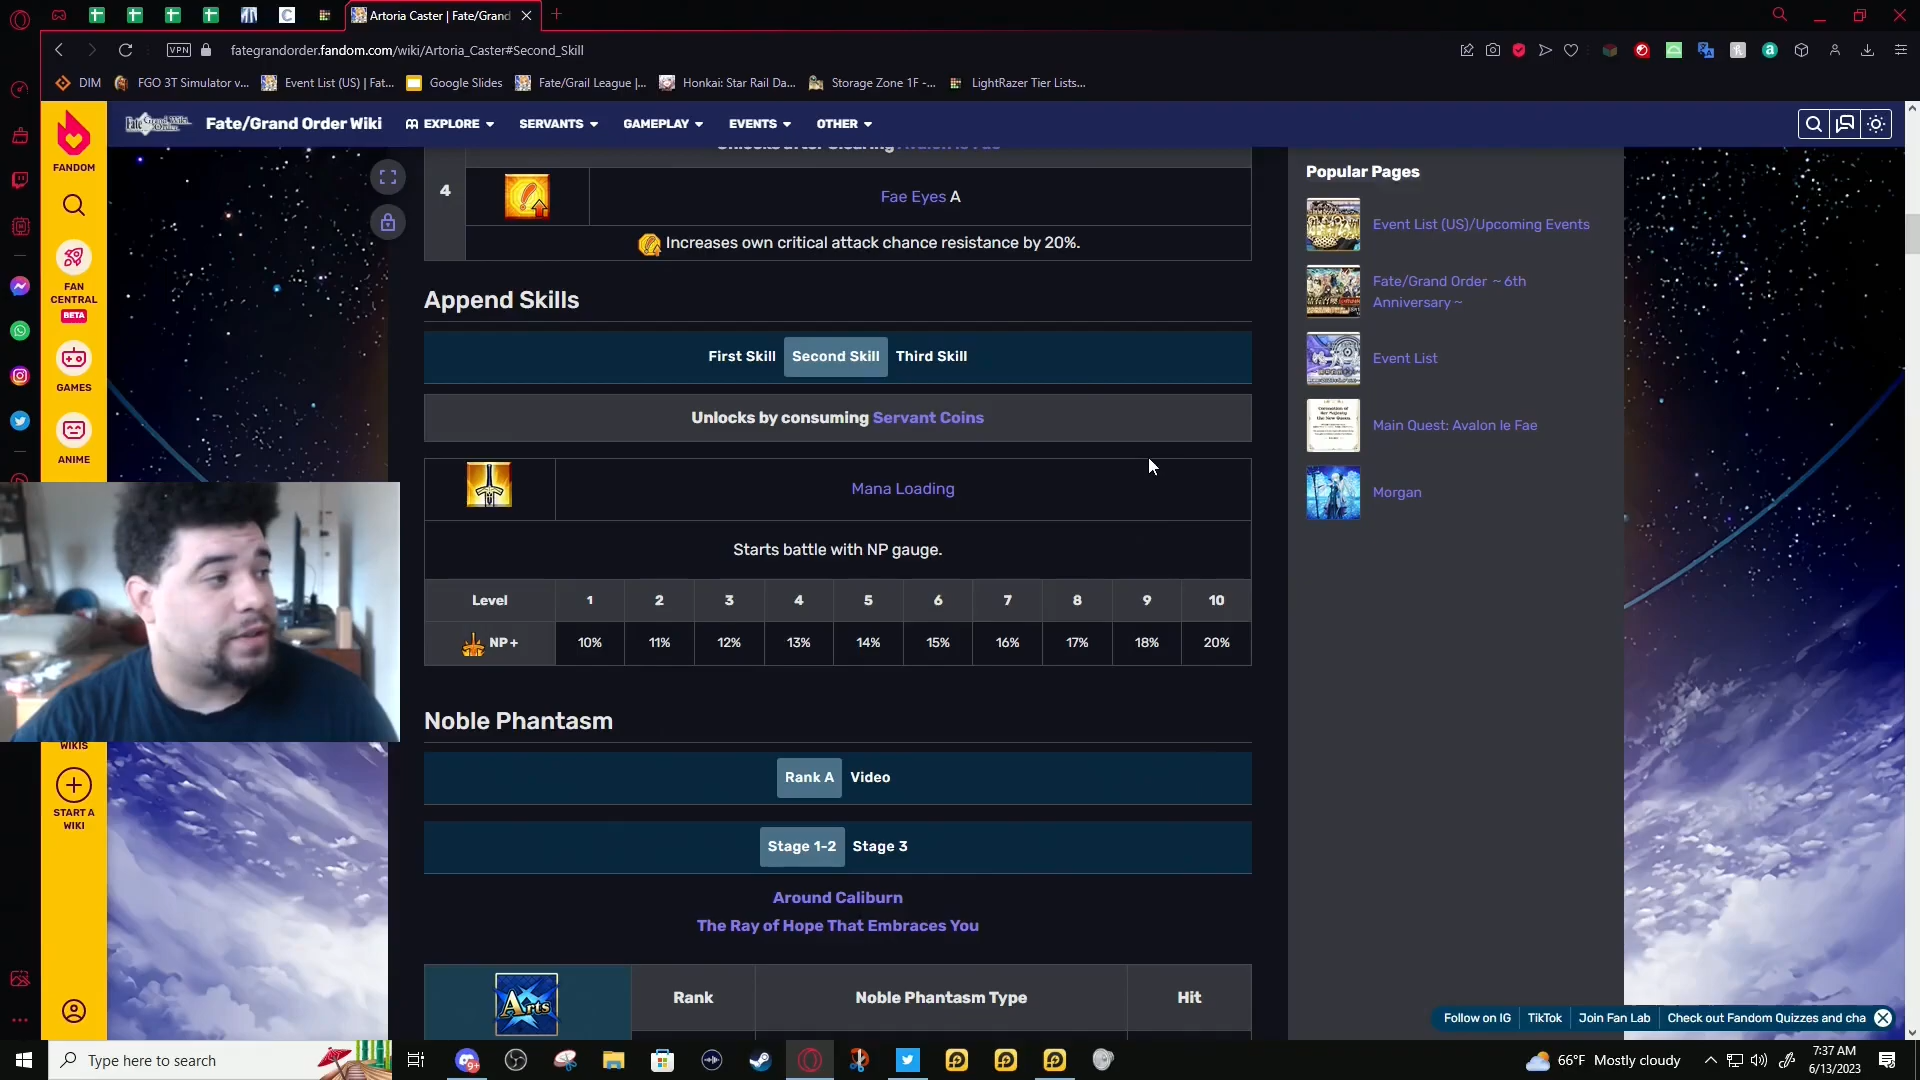 Artoria Caster | Fate/Grand
VPN
fategrandorder.fandom.com/wiki/Artoria_Caster#Second_Skill
DIM
FGO 3T Simulator v...
Event List (US) | Fat...
Google Slides
Fate/Grail League |...
Honkai: Star Rail Da...
Storage Zone 1F -...
LightRazer Tier Lists...
Fate/Grand Order Wiki
EXPLORE
SERVANTS
GAMEPLAY
EVENTS
OTHER
FANDOM
FAN CENTRAL
BETA
GAMES
ANIME
WIKIS
START A WIKI
4
Fae Eyes A
Increases own critical attack chance resistance by 20%.
Append Skills
First Skill Second Skill Third Skill
Unlocks by consuming Servant Coins
Mana Loading
Starts battle with NP gauge.
Level 1 2 3 4 5 6 7 8 9 10
NP + 10% 11% 12% 13% 14% 15% 16% 17% 18% 20%
Noble Phantasm
Rank A Video
Stage 1-2 Stage 3
Around Caliburn
The Ray of Hope That Embraces You
Arts
Rank
Noble Phantasm Type
Hit
Popular Pages
Event List (US)/Upcoming Events
Fate/Grand Order ～6th
Anniversary～
Event List
Main Quest: Avalon le Fae
Morgan
Follow on IG
TikTok
Join Fan Lab
Check out Fandom Quizzes and cha
Type here to search
9+
66°F Mostly cloudy
7:37 AM
6/13/2023